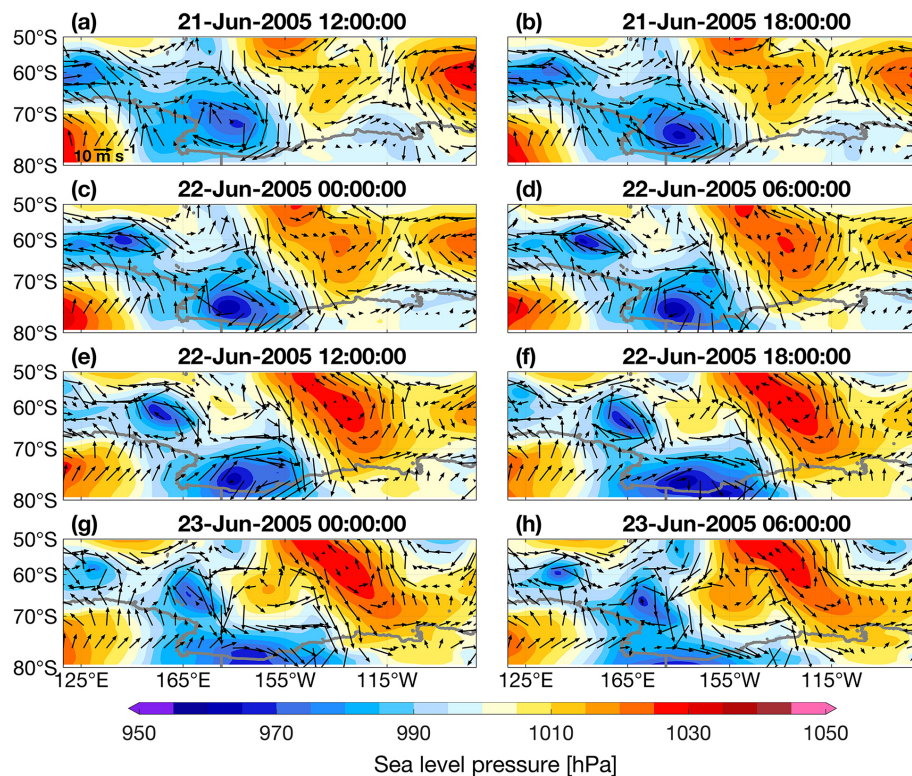 (a) 21-Jun-2005 12:00:00
(b) 21-Jun-2005 18:00:00
50°S
60°S
70°S
80°S
10 m s
(c) 22-Jun-2005 00:00:00
(d) 22-Jun-2005 06:00:00
50°S
60°S
70°S
80°S
(e) 22-Jun-2005 12:00:00
(f) 22-Jun-2005 18:00:00
50°S
60°S
70°S
80°S
(g) 23-Jun-2005 00:00:00
(h) 23-Jun-2005 06:00:00
50°S
60°S
70°S
80°S
125°E 165°E 155°W 115°W
125°E 165°E 155°W 115°W
950 970 990 1010 1030 1050
Sea level pressure [hPa]